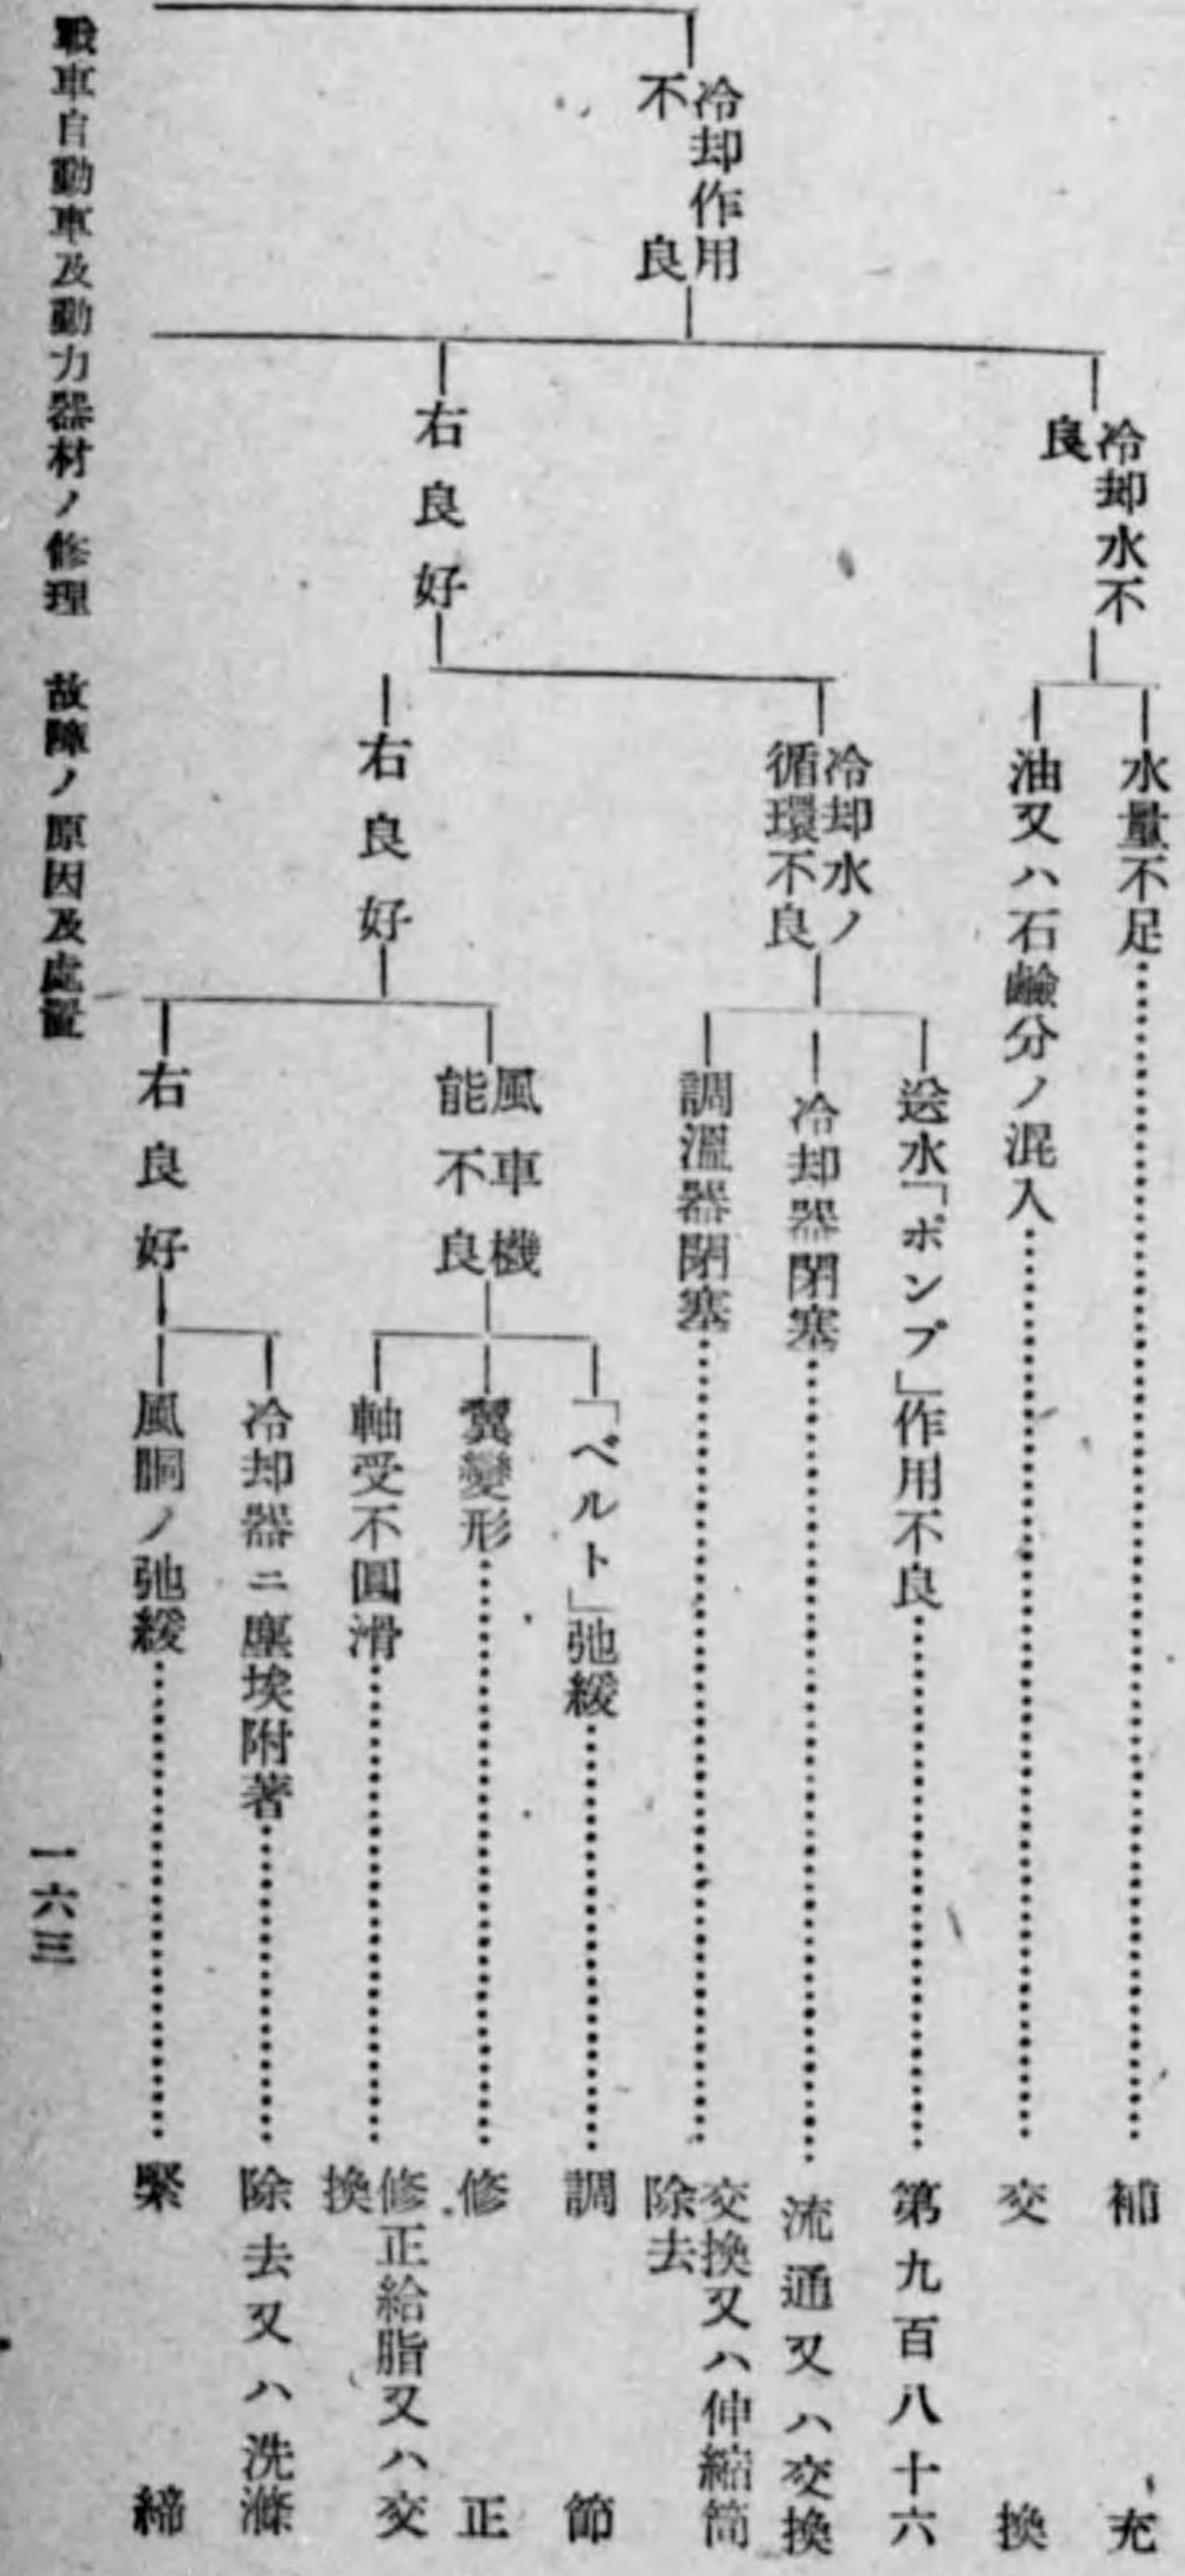 冷却作用
不良
冷却水不
良
水量不足……補充
油又ハ石鹼分ノ混入……交換
右良好
冷却水ノ
循環不良
送水「ポンプ」作用不良……第九百八十六
冷却器閉塞……流通又ハ交換
調溫器閉塞……交換又ハ伸縮筒
除去
右良好
風車機
能不良
「ベルト」弛緩……調節
翼變形……修正
軸受不圓滑……修正給脂又ハ交
換
右良好
冷却器ニ塵埃附著……除去又ハ洗滌
風胴ノ弛緩……緊締
戰車自動車及動力器材ノ修理　故障ノ原因及處置
一六三